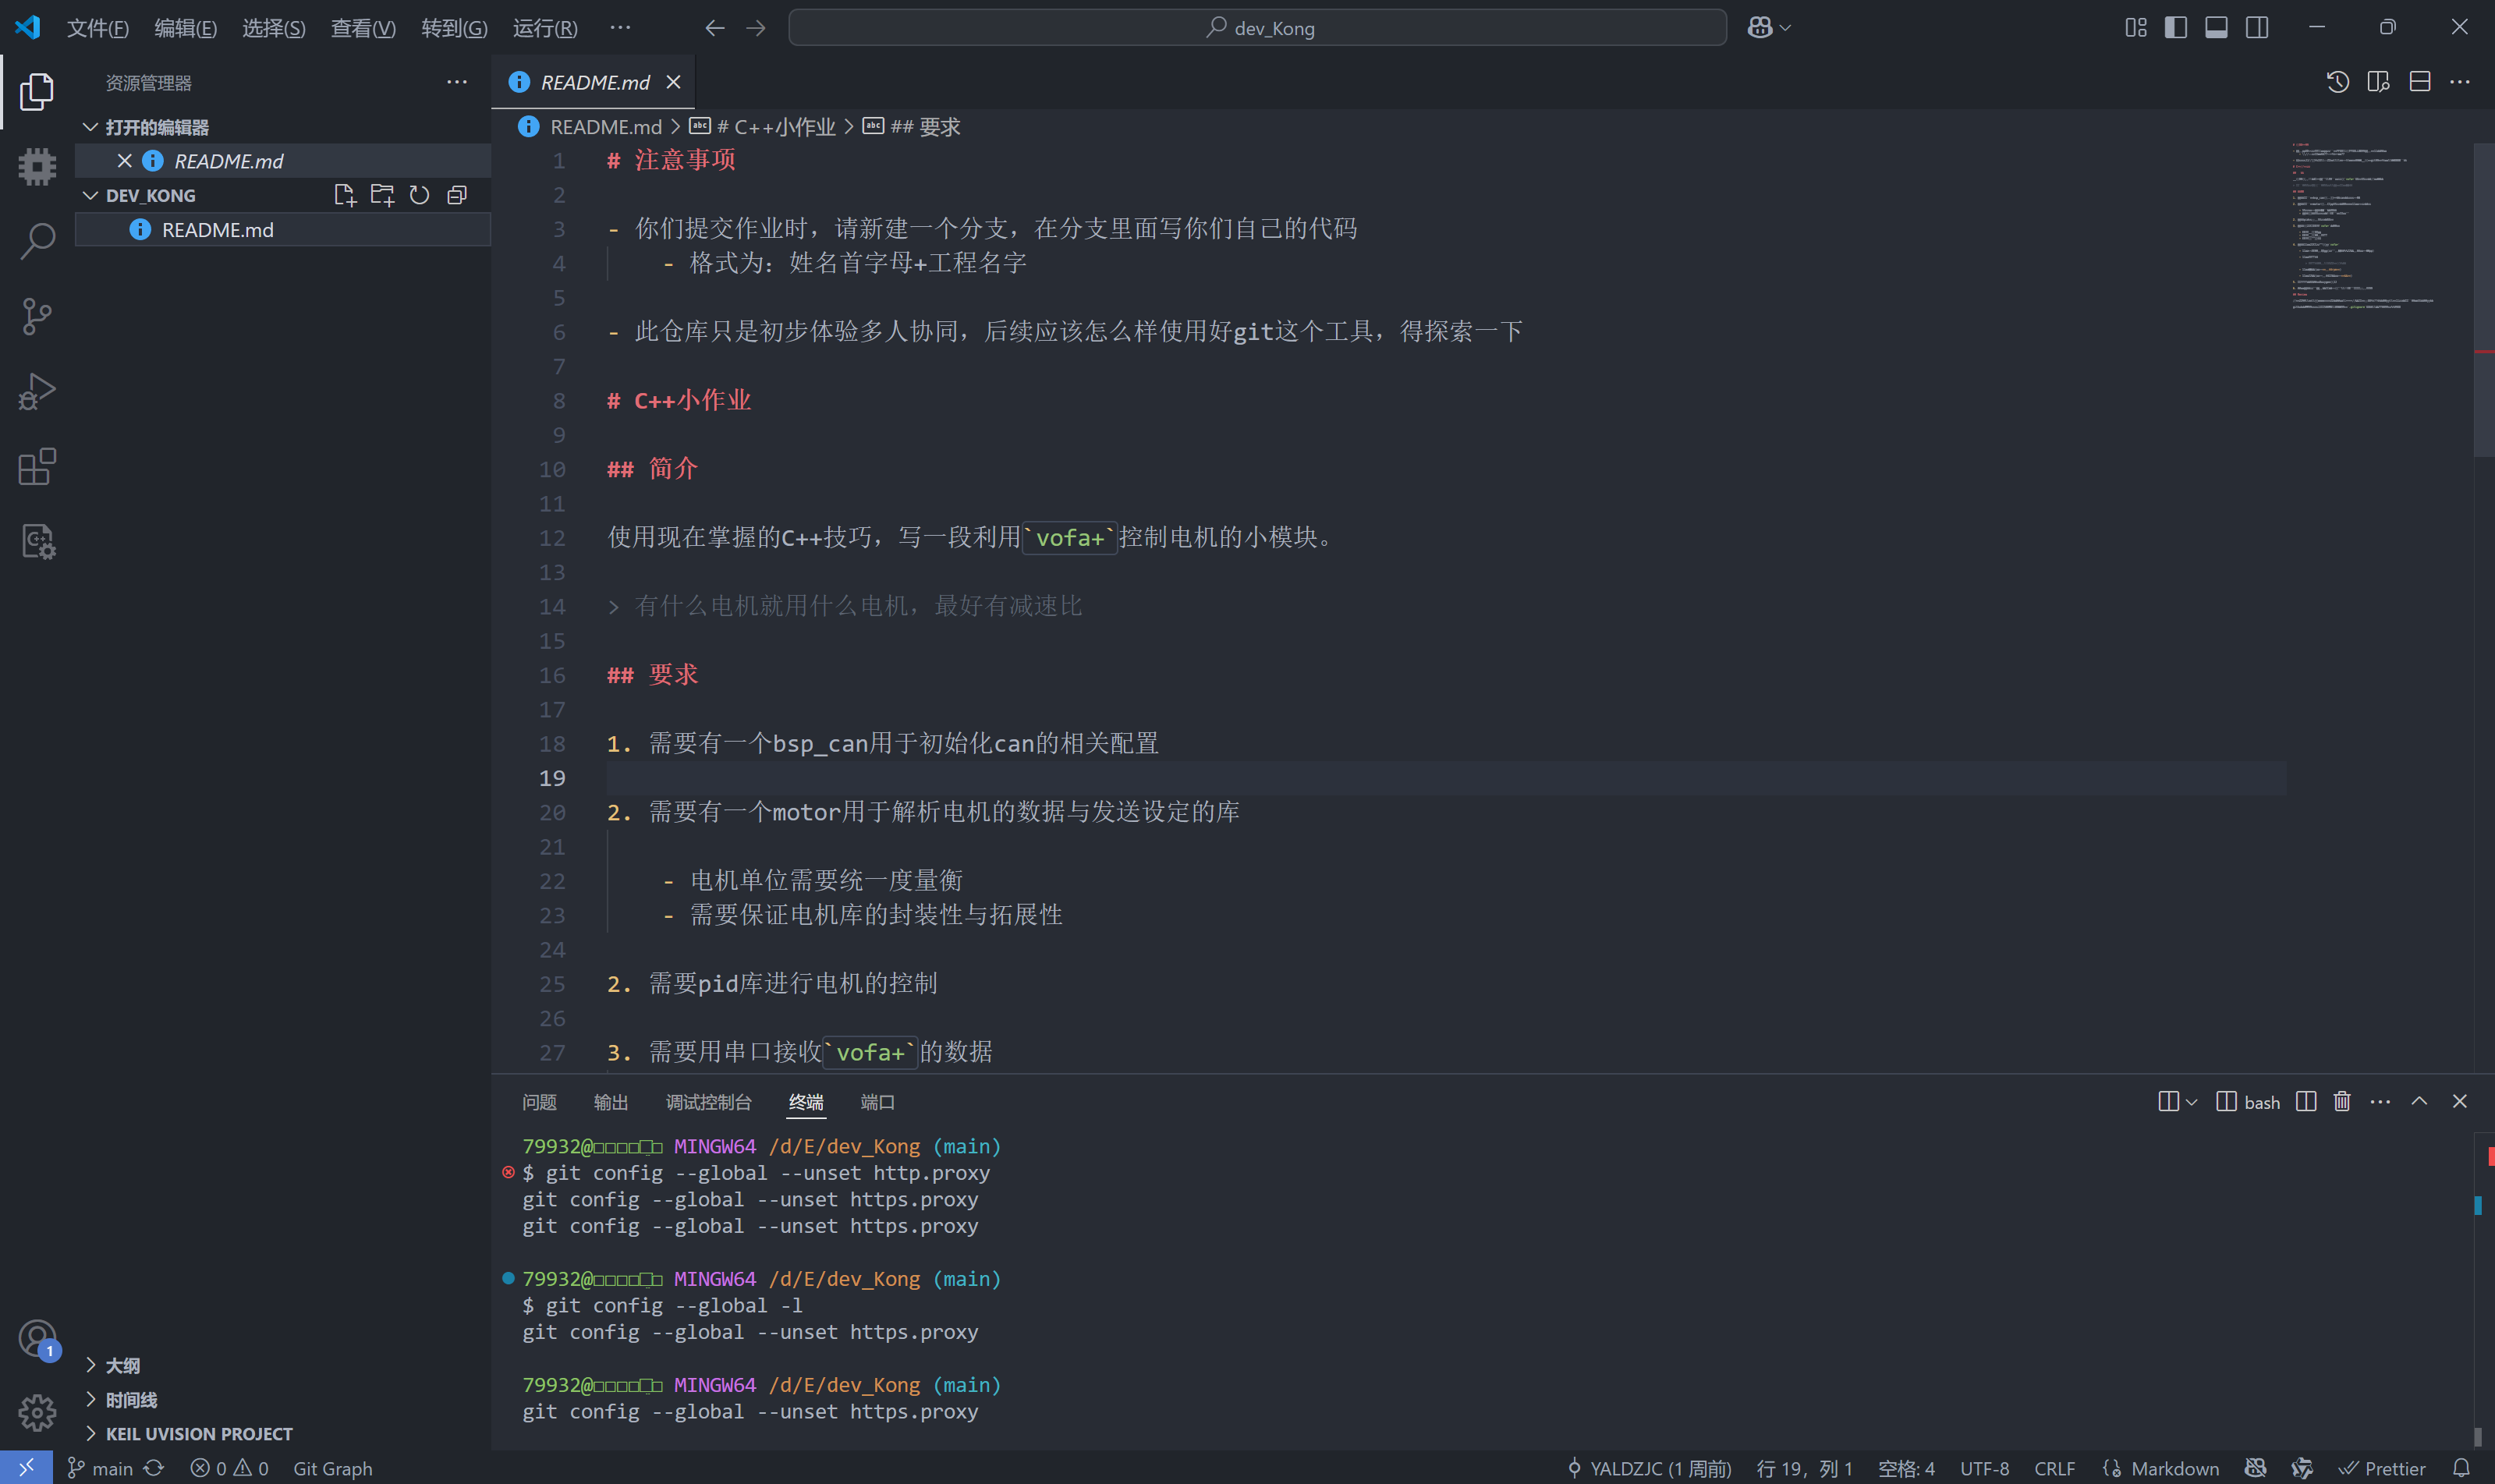 文件(F) 编辑(E) 选择(S) 查看(V) 转到(G) 运行(R) ··· dev_Kong
资源管理器
打开的编辑器
README.md
DEV_KONG
README.md
大纲
时间线
KEIL UVISION PROJECT
README.md
README.md > # C++小作业 > ## 要求
1 # 注意事项
2
3 - 你们提交作业时，请新建一个分支，在分支里面写你们自己的代码
4 - 格式为：姓名首字母+工程名字
5
6 - 此仓库只是初步体验多人协同，后续应该怎么样使用好git这个工具，得探索一下
7
8 # C++小作业
9
10 ## 简介
11
12 使用现在掌握的C++技巧，写一段利用`vofa+`控制电机的小模块。
13
14 > 有什么电机就用什么电机，最好有减速比
15
16 ## 要求
17
18 1. 需要有一个bsp_can用于初始化can的相关配置
19
20 2. 需要有一个motor用于解析电机的数据与发送设定的库
21
22 - 电机单位需要统一度量衡
23 - 需要保证电机库的封装性与拓展性
24
25 2. 需要pid库进行电机的控制
26
27 3. 需要用串口接收`vofa+`的数据
问题 输出 调试控制台 终端 端口 bash
79932@□□□□□□ MINGW64 /d/E/dev_Kong (main)
$ git config --global --unset http.proxy
git config --global --unset https.proxy
git config --global --unset https.proxy
79932@□□□□□□ MINGW64 /d/E/dev_Kong (main)
$ git config --global -l
git config --global --unset https.proxy
79932@□□□□□□ MINGW64 /d/E/dev_Kong (main)
git config --global --unset https.proxy
1
main 0 0 Git Graph YALDZJC (1 周前) 行 19，列 1 空格: 4 UTF-8 CRLF Markdown Prettier